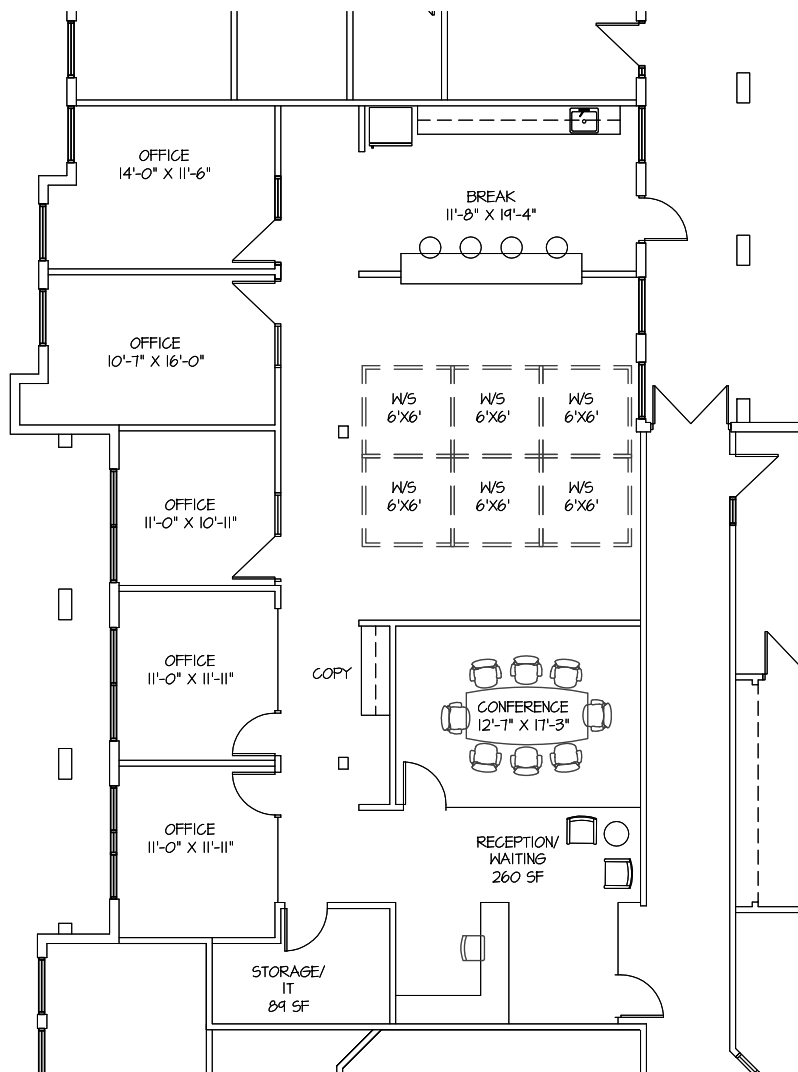 OFFICE
14'-0" X 11'-6"
BREAK
11'-8" X 19'-4"
OFFICE
10'-7" X 16'-0"
W/S
6'X6'
W/S
6'X6'
W/S
6'X6'
W/S
6'X6'
W/S
6'X6'
W/S
6'X6'
OFFICE
11'-0" X 10'-11"
OFFICE
11'-0" X 11'-11"
COPY
CONFERENCE
12'-7" X 17'-3"
OFFICE
11'-0" X 11'-11"
RECEPTION/
WAITING
260 SF
STORAGE/
IT
89 SF